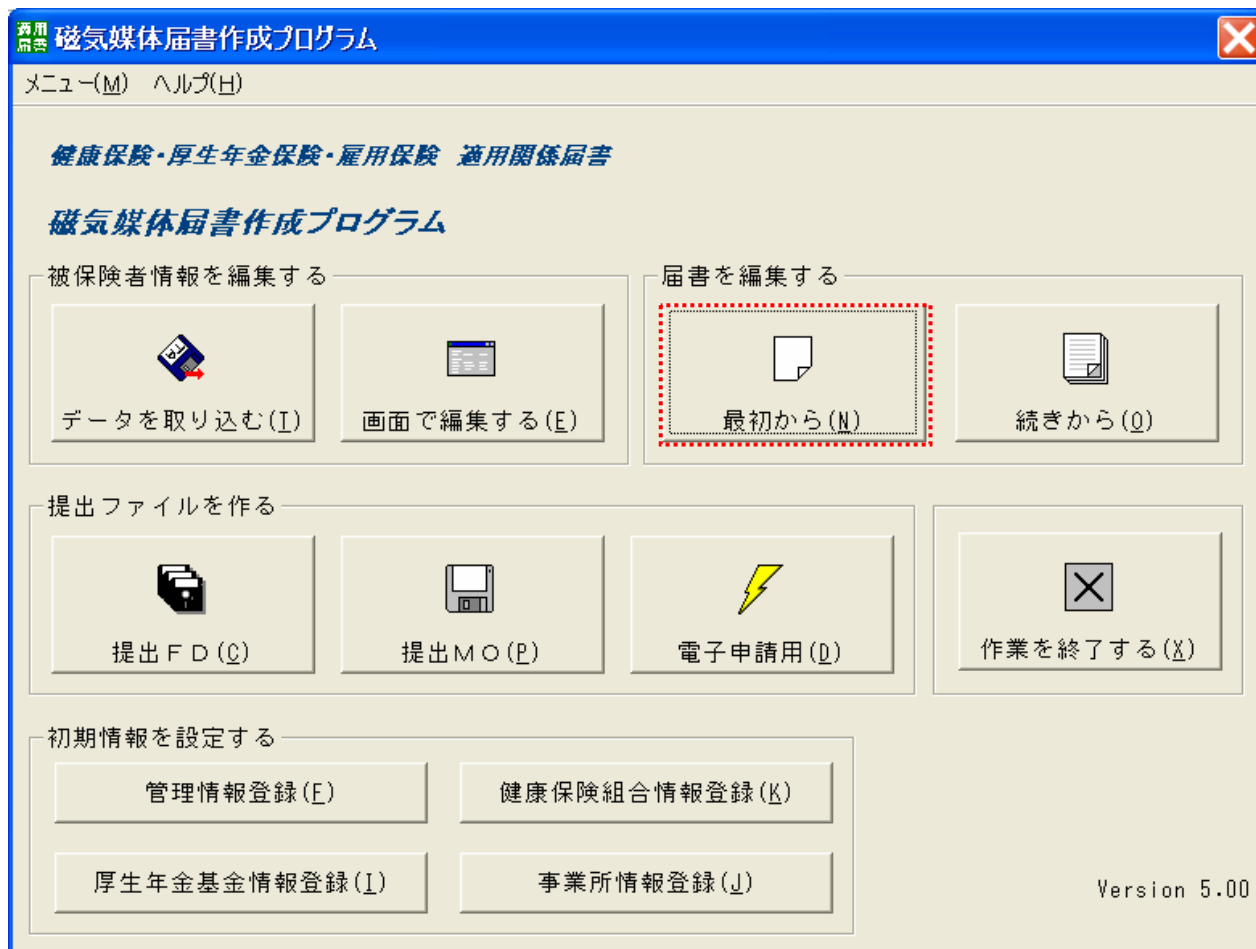 適用届書 磁気媒体届書作成プログラム
メニュー(M) ヘルプ(H)
健康保険・厚生年金保険・雇用保険 適用関係届書
磁気媒体届書作成プログラム
被保険者情報を編集する
データを取り込む(I)
画面で編集する(E)
届書を編集する
最初から(N)
続きから(O)
提出ファイルを作る
提出ＦＤ(C)
提出ＭＯ(P)
電子申請用(D)
作業を終了する(X)
初期情報を設定する
管理情報登録(F)
健康保険組合情報登録(K)
厚生年金基金情報登録(I)
事業所情報登録(J)
Version 5.00